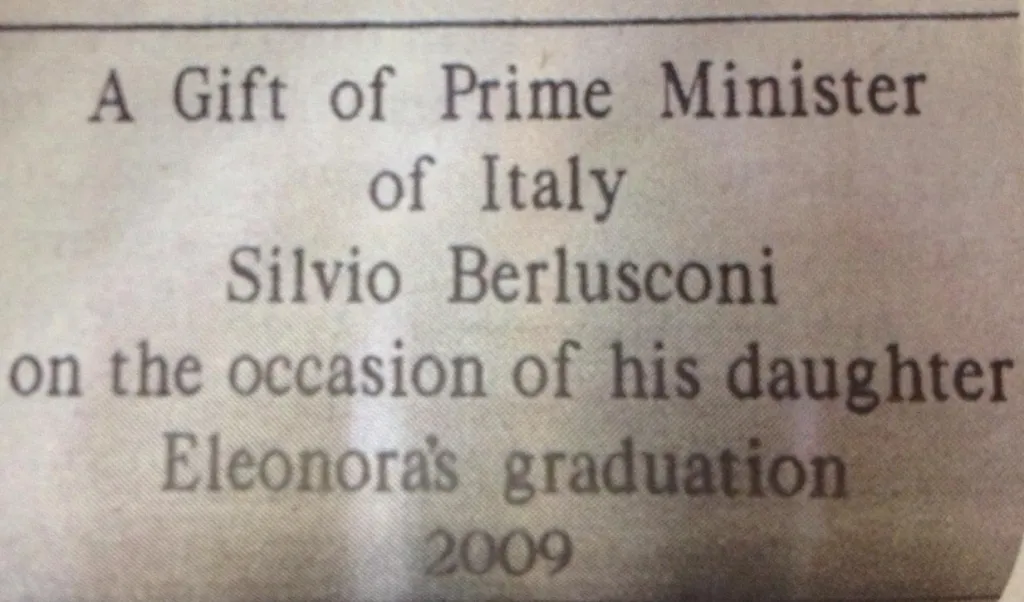 A Gift of Prime Minister
of Italy
Silvio Berlusconi
on the occasion of his daughter
Eleonora's graduation
2009